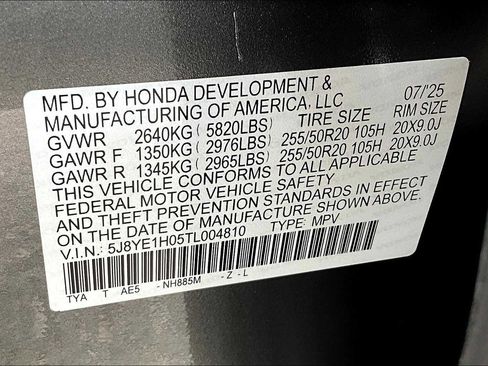 MFD. BY HONDA DEVELOPMENT & 07/'25
MANUFACTURING OF AMERICA, LLC
GVWR 2640KG ( 5820LBS) TIRE SIZE RIM SIZE
GAWR F 1350KG ( 2976LBS) 255/50R20 105H 20X9.0J
GAWR R 1345KG ( 2965LBS) 255/50R20 105H 20X9.0J
THIS VEHICLE CONFORMS TO ALL APPLICABLE
FEDERAL MOTOR VEHICLE SAFETY
AND THEFT PREVENTION STANDARDS IN EFFECT
ON THE DATE OF MANUFACTURE SHOWN ABOVE.
V.I.N.: 5J8YE1H05TL004810 TYPE: MPV
TYA T AE5 - NH885M - Z - L